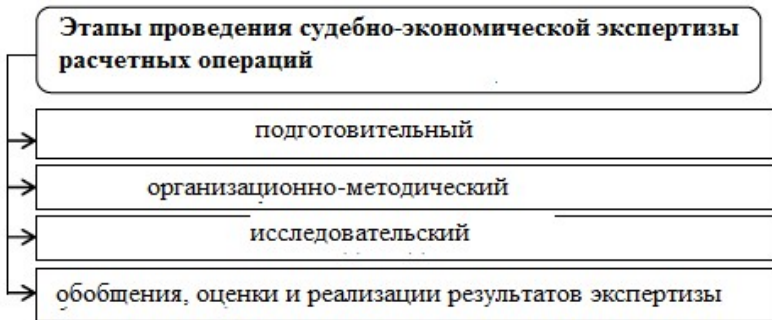 Этапы проведения судебно-экономической экспертизы
расчетных операций
подготовительный
организационно-методический
исследовательский
обобщения, оценки и реализации результатов экспертизы